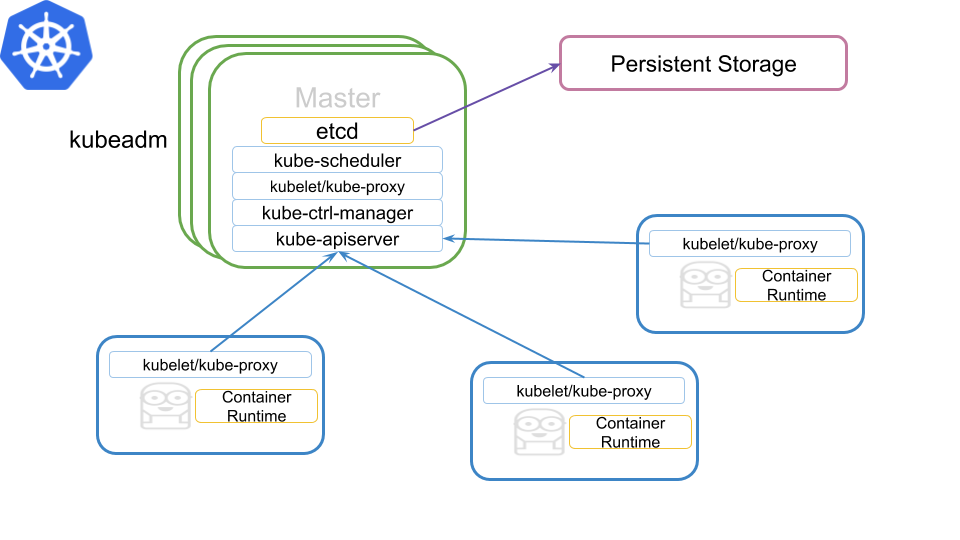 Persistent Storage
Master
etcd
kubeadm
kube-scheduler
kubelet/kube-proxy
kube-ctrl-manager
kube-apiserver
kubelet/kube-proxy
Container
Runtime
kubelet/kube-proxy
Container
Runtime
kubelet/kube-proxy
Container
Runtime